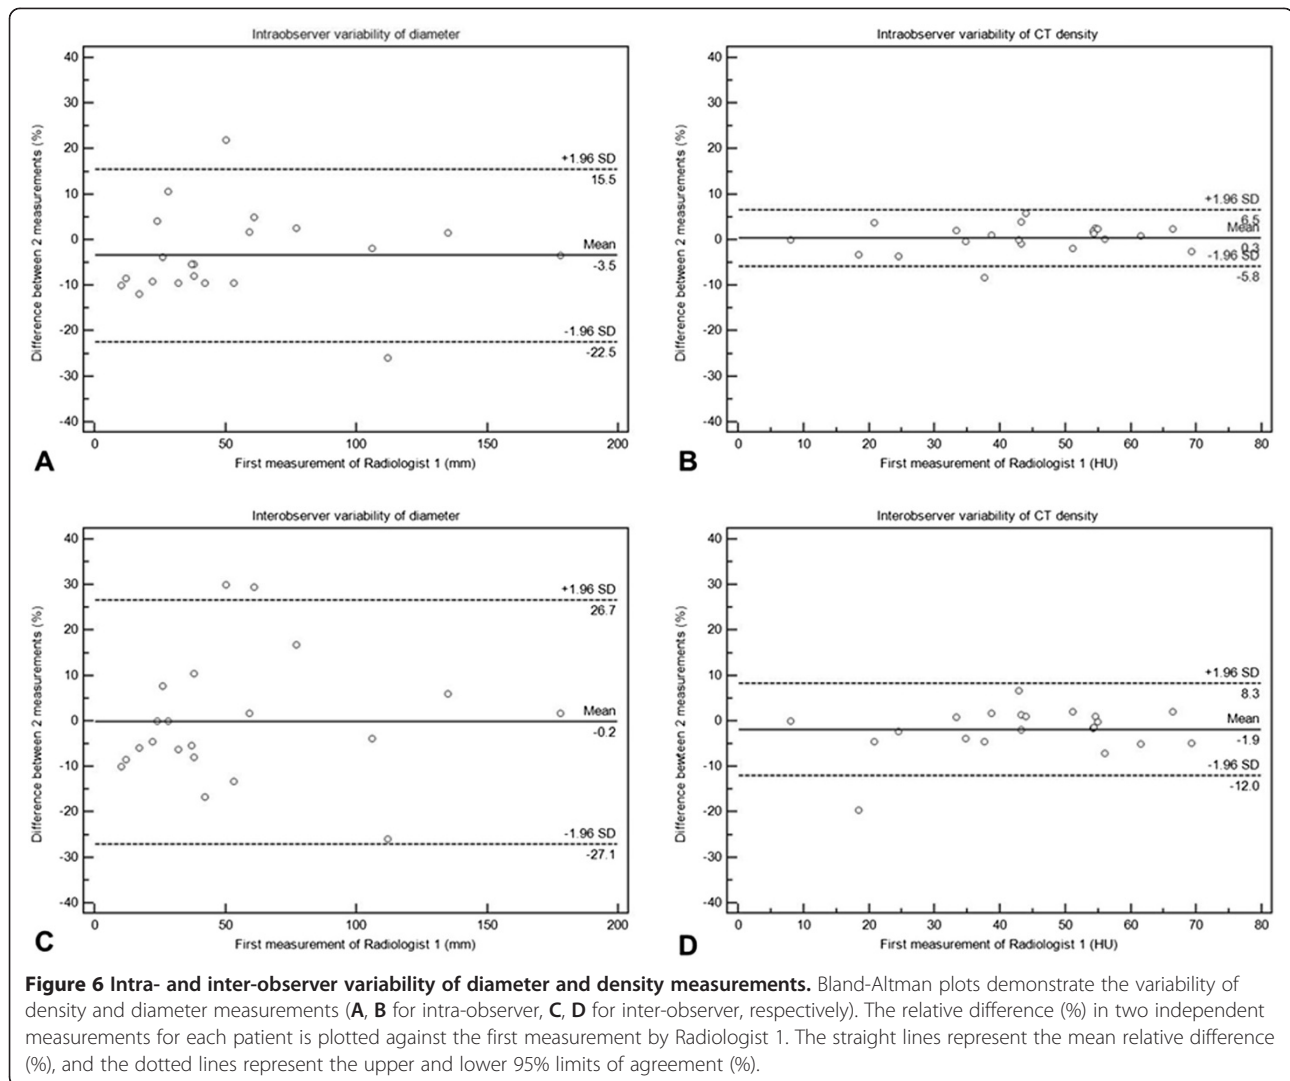 Intraobserver variability of diameter
Difference between 2 measurements (%)
40
30
20
10
0
-10
-20
-30
-40
+1.96 SD
15.5
Mean
-3.5
-1.96 SD
-22.5
0 50 100 150 200
First measurement of Radiologist 1 (mm)
A
Intraobserver variability of CT density
Difference between 2 measurements (%)
40
30
20
10
0
-10
-20
-30
-40
+1.96 SD
6.5
Mean
0.3
-1.96 SD
-5.8
0 10 20 30 40 50 60 70 80
First measurement of Radiologist 1 (HU)
B
Interobserver variability of diameter
Difference between 2 measurements (%)
40
30
20
10
0
-10
-20
-30
-40
+1.96 SD
26.7
Mean
-0.2
-1.96 SD
-27.1
0 50 100 150 200
First measurement of Radiologist 1 (mm)
C
Interobserver variability of CT density
Difference bewteen 2 measurements (%)
40
30
20
10
0
-10
-20
-30
-40
+1.96 SD
8.3
Mean
-1.9
-1.96 SD
-12.0
0 10 20 30 40 50 60 70 80
First measurement of Radiologist 1 (HU)
D
Figure 6 Intra- and inter-observer variability of diameter and density measurements. Bland-Altman plots demonstrate the variability of
density and diameter measurements (A, B for intra-observer, C, D for inter-observer, respectively). The relative difference (%) in two independent
measurements for each patient is plotted against the first measurement by Radiologist 1. The straight lines represent the mean relative difference
(%), and the dotted lines represent the upper and lower 95% limits of agreement (%).